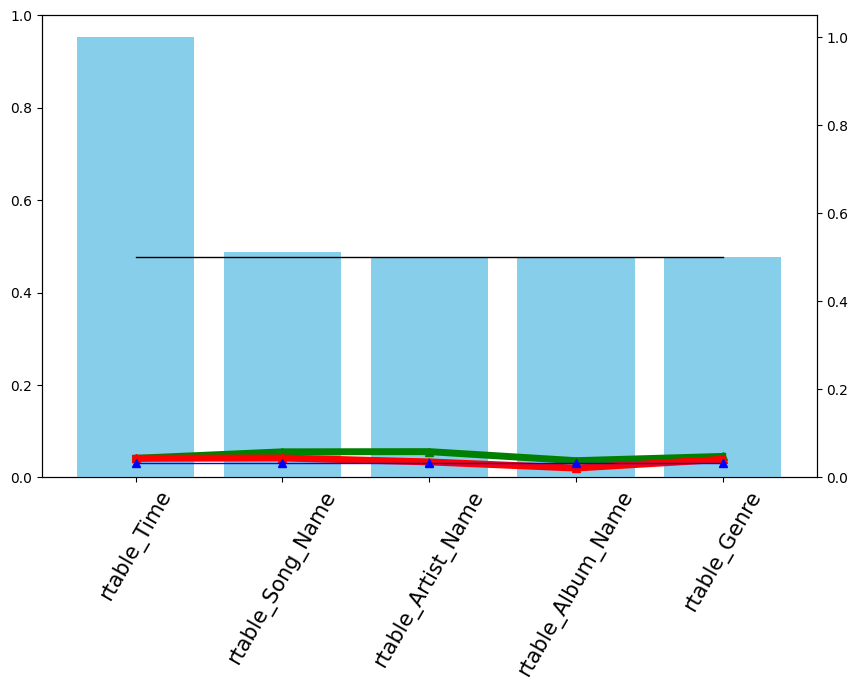 1.0
0.8
0.6
0.4
0.2
0.0
1.0
0.8
0.6
0.4
0.2
0.0
rtable_Time
rtable_Song_Name
rtable_Artist_Name
rtable_Album_Name
rtable_Genre